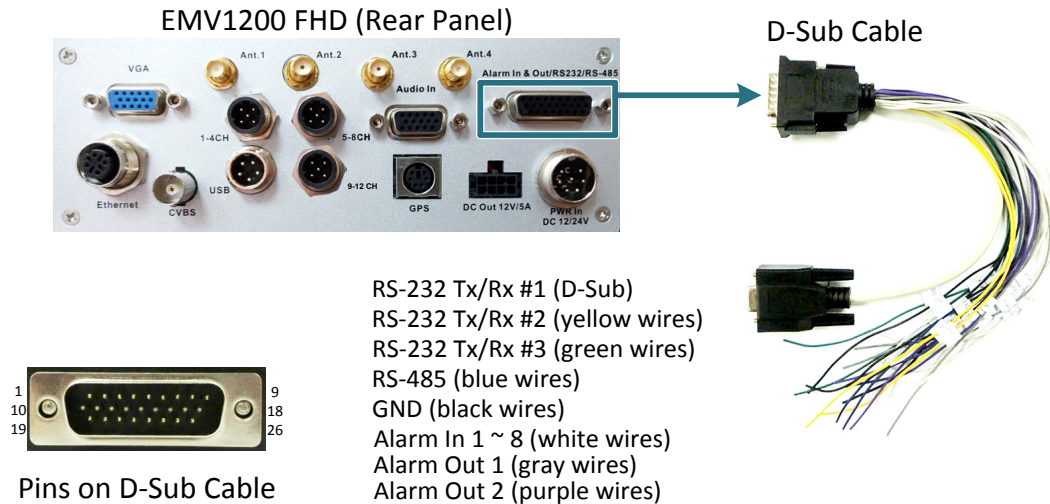 EMV1200 FHD (Rear Panel)
D-Sub Cable
VGA
Ant.1
Ant.2
Ant.3
Ant.4
Alarm In & Out/RS232/RS-485
Audio In
1-4CH
5-8CH
USB
9-12 CH
Ethernet
CVBS
GPS
DC Out 12V/5A
PWR In
DC 12/24V
RS-232 Tx/Rx #1 (D-Sub)
RS-232 Tx/Rx #2 (yellow wires)
RS-232 Tx/Rx #3 (green wires)
RS-485 (blue wires)
GND (black wires)
Alarm In 1 ~ 8 (white wires)
Alarm Out 1 (gray wires)
Alarm Out 2 (purple wires)
1
9
10
18
19
26
Pins on D-Sub Cable